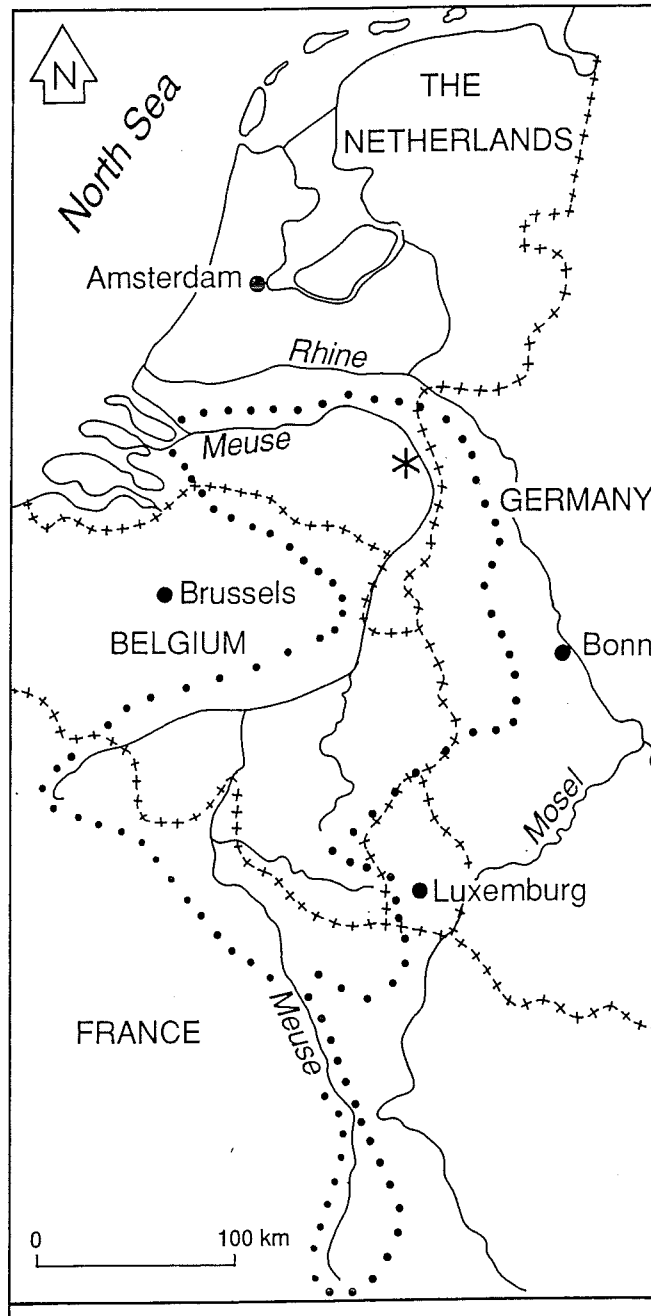 N
North Sea
THE
NETHERLANDS
Amsterdam
Rhine
Meuse
GERMANY
Brussels
BELGIUM
Bonn
Mosel
Luxemburg
Meuse
FRANCE
0 100 km